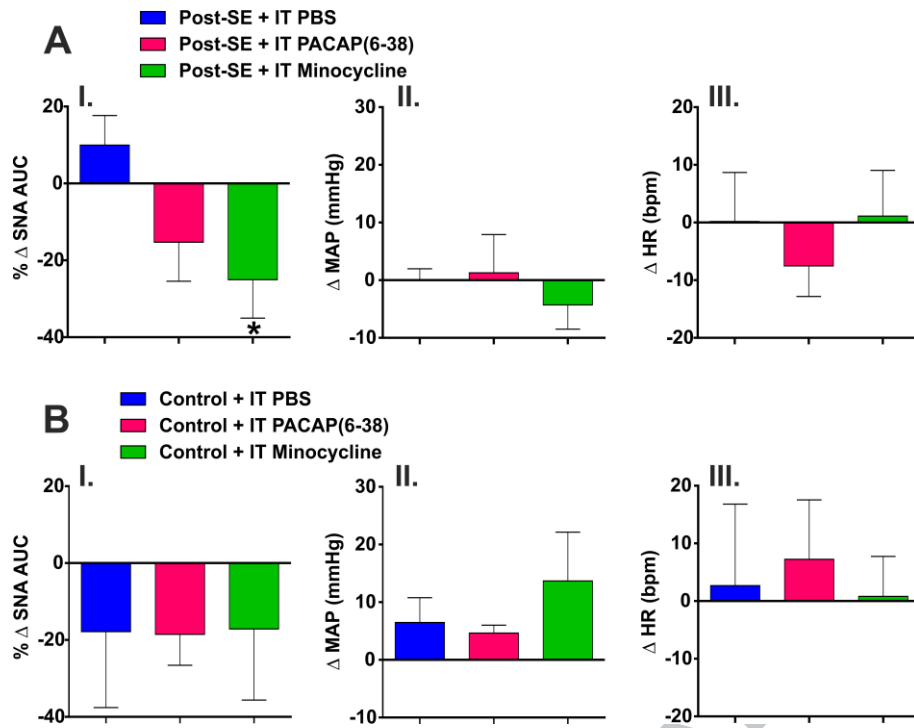 A
Post-SE + IT PBS
Post-SE + IT PACAP(6-38)
Post-SE + IT Minocycline
I.
% Δ SNA AUC
20
0
-20
-40
*
II.
Δ MAP (mmHg)
30
20
10
0
-10
III.
Δ HR (bpm)
20
10
0
-10
-20
B
Control + IT PBS
Control + IT PACAP(6-38)
Control + IT Minocycline
I.
% Δ SNA AUC
20
0
-20
-40
II.
Δ MAP (mmHg)
30
20
10
0
-10
III.
Δ HR (bpm)
20
10
0
-10
-20